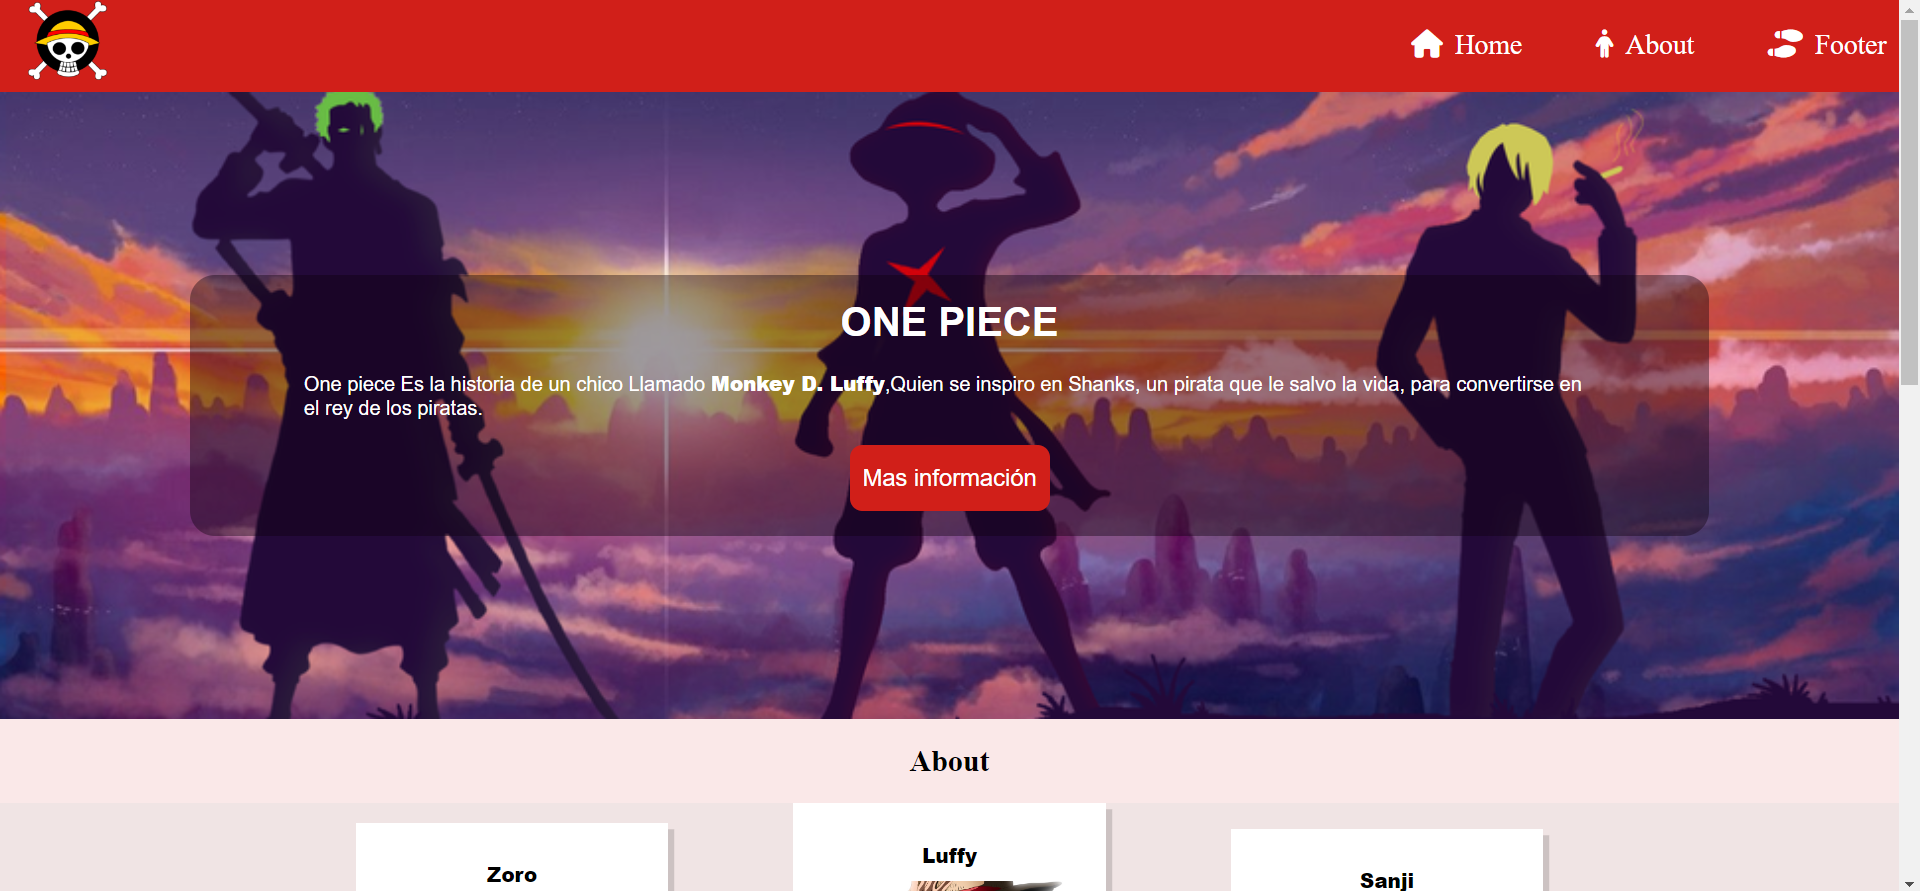 Home
About
Footer
ONE PIECE
One piece Es la historia de un chico Llamado Monkey D. Luffy,Quien se inspiro en Shanks, un pirata que le salvo la vida, para convertirse en
el rey de los piratas.
Mas información
About
Zoro
Luffy
Sanji